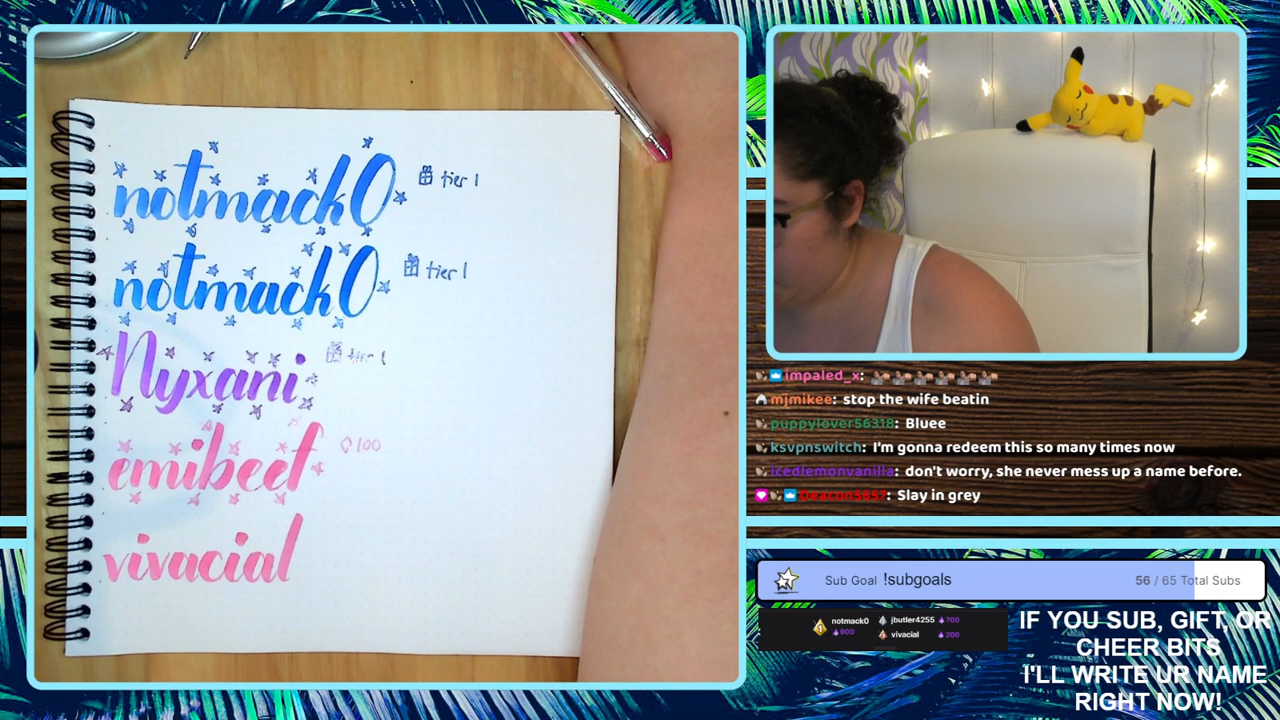 notmack0 tier 1
notmack0 tier 1
Nyxani tier 1
emibeef 100
vivacial
impaled_x:
mjmikee: stop the wife beatin
puppylover56318: Bluee
ksvpnswitch: I'm gonna redeem this so many times now
icedlemonvanilla: don't worry, she never mess up a name before.
Deacon5657: Slay in grey
Sub Goal !subgoals 56 / 65 Total Subs
1 notmack0 900
jbutler4255 700
vivacial 200
IF YOU SUB, GIFT, OR
CHEER BITS
I'LL WRITE UR NAME
RIGHT NOW!